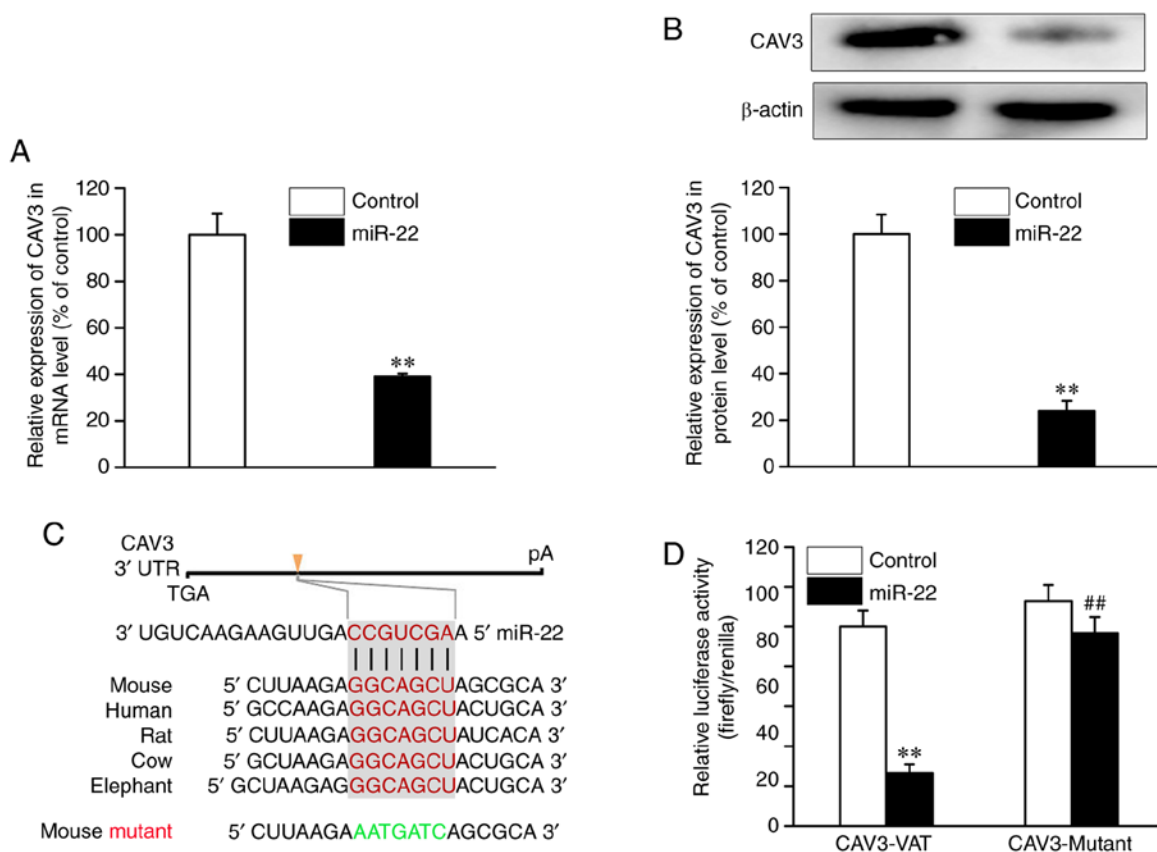 A
Relative expression of CAV3 in
mRNA level (% of control)
120
100
80
60
40
20
0
Control
miR-22
**
B
CAV3
β-actin
Relative expression of CAV3 in
protein level (% of control)
120
100
80
60
40
20
0
Control
miR-22
**
C
CAV3
3′ UTR
TGA
pA
3′ UGUCAAGAAGUUGACCGUCGAA 5′ miR-22
Mouse 5′ CUUAAGAGGCAGCUAGCGCA 3′
Human 5′ GCCAAGAGGCAGCUACUGCA 3′
Rat 5′ CUUAAGAGGCAGCUAUCACA 3′
Cow 5′ GCUAAGAGGCAGCUACUGCA 3′
Elephant 5′ GCUAAGAGGGCAGCUACUGCA 3′
Mouse mutant 5′ CUUAAGAAATGATCAGCGCA 3′
D
Relative luciferase activity
(firefly/renilla)
120
100
80
60
40
20
0
Control
miR-22
**
##
CAV3-VAT
CAV3-Mutant